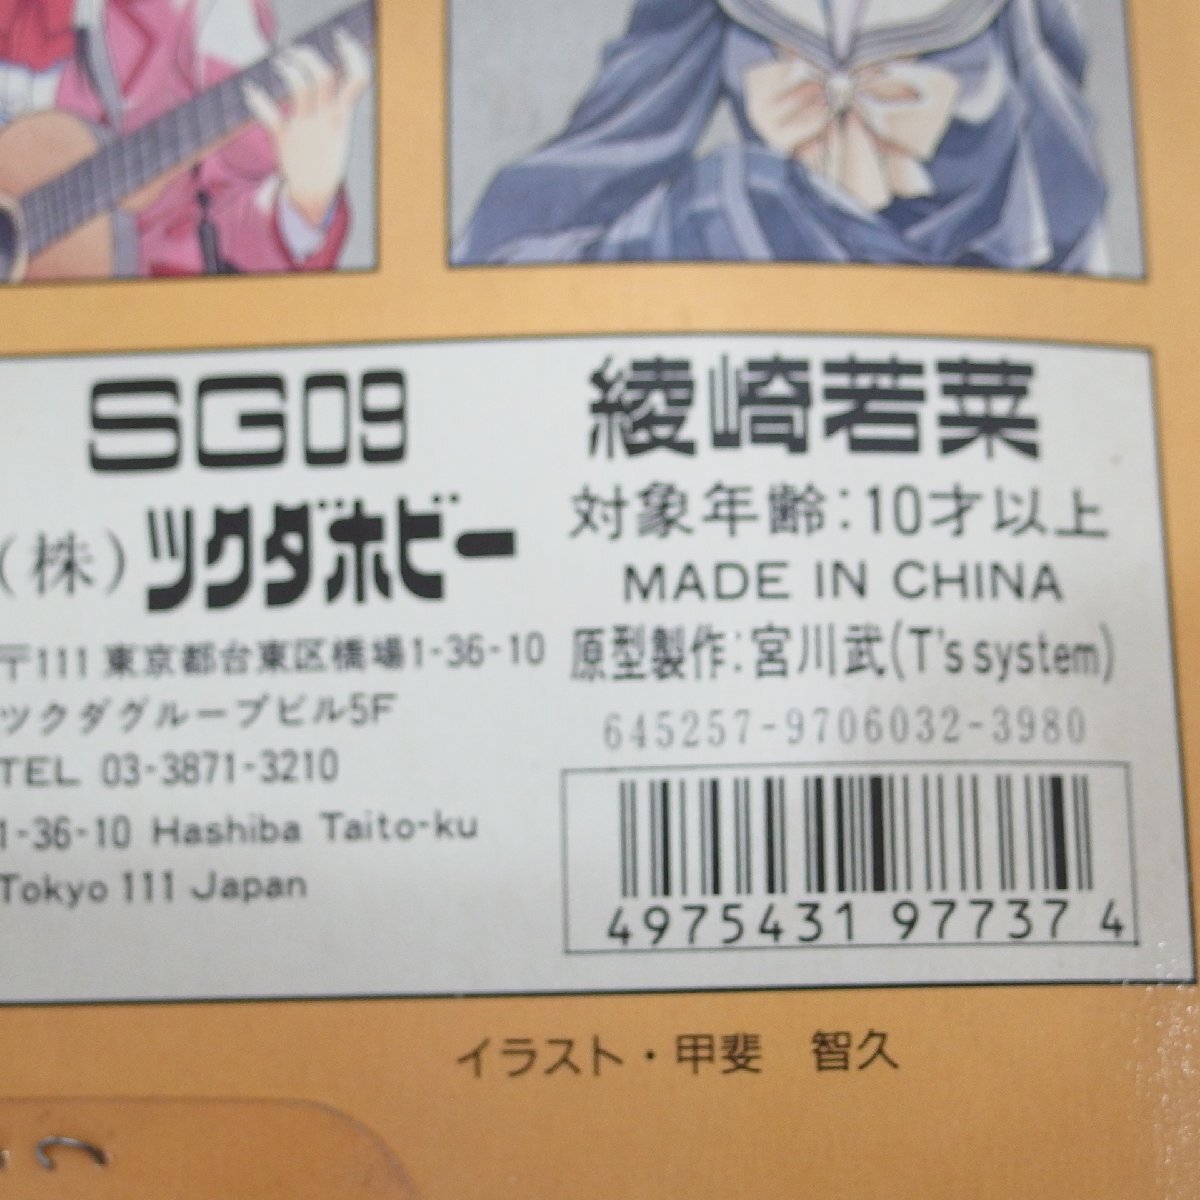 SG09
(株)ツクダホビー
〒111 東京都台東区橋場1-36-10
ツクダグループビル5F
TEL 03-3871-3210
1-36-10 Hashiba Taito-ku
Tokyo 111 Japan
綾崎若菜
対象年齢:10才以上
MADE IN CHINA
原型製作:宮川武(T's system)
645257-9706032-3980
4975431 97737 4
イラスト・甲斐 智久